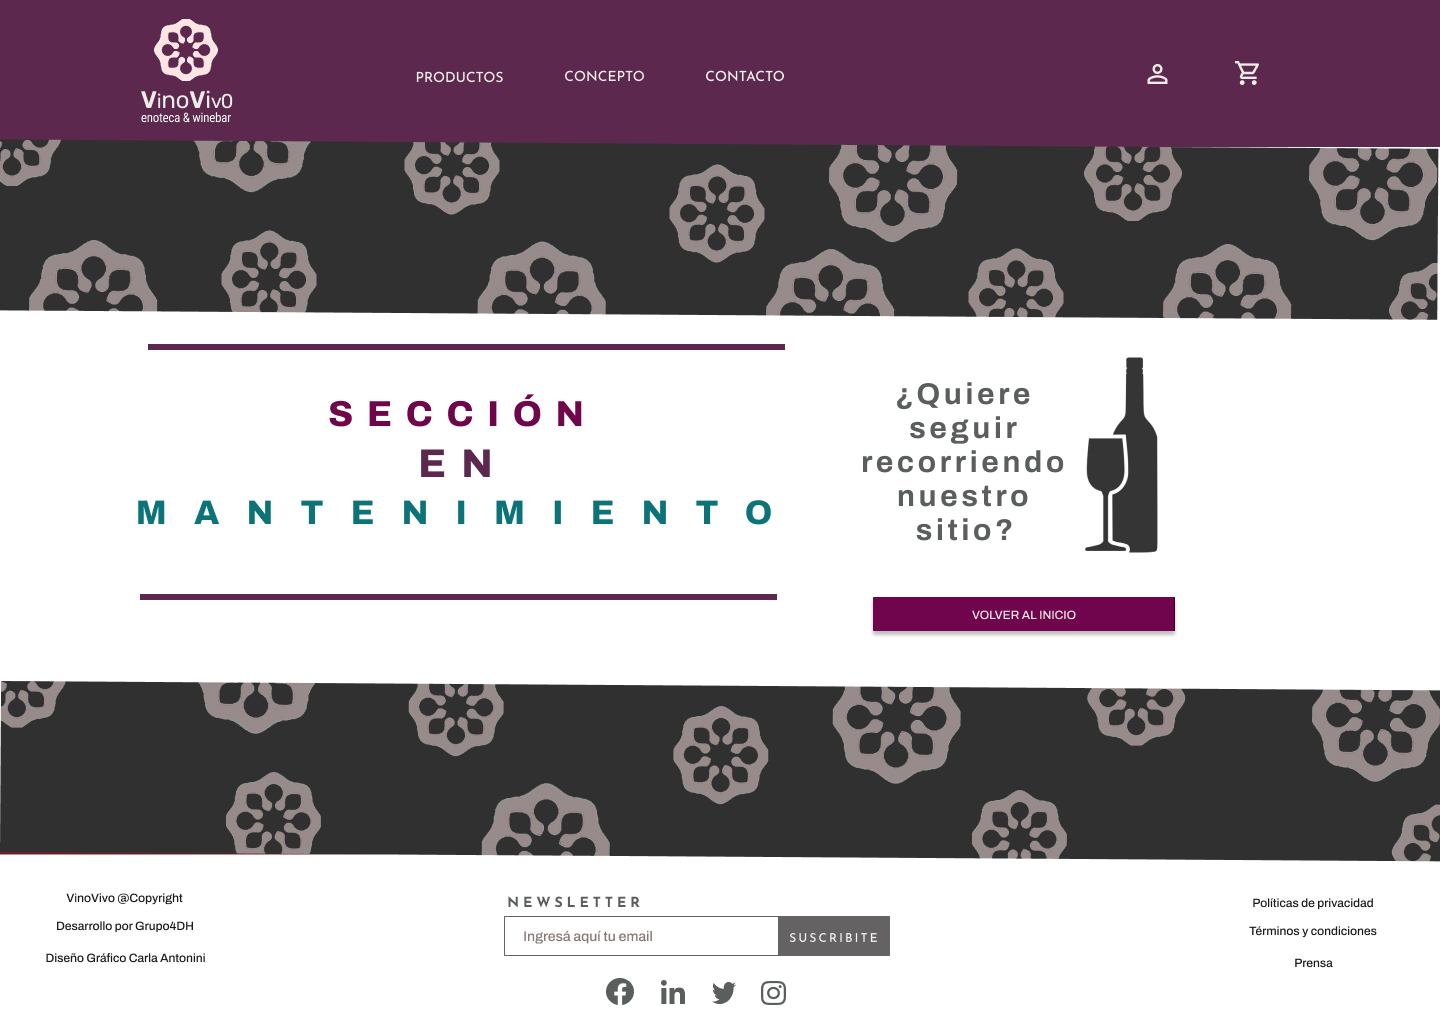 VinoViv0
enoteca & winebar
PRODUCTOS
CONCEPTO
CONTACTO
SECCIÓN
EN
MANTENIMIENTO
¿Quiere
seguir
recorriendo
nuestro
sitio?
VOLVER AL INICIO
VinoVivo @Copyright
Desarrollo por Grupo4DH
Diseño Gráfico Carla Antonini
NEWSLETTER
Ingresá aquí tu email
SUSCRIBITE
Políticas de privacidad
Términos y condiciones
Prensa